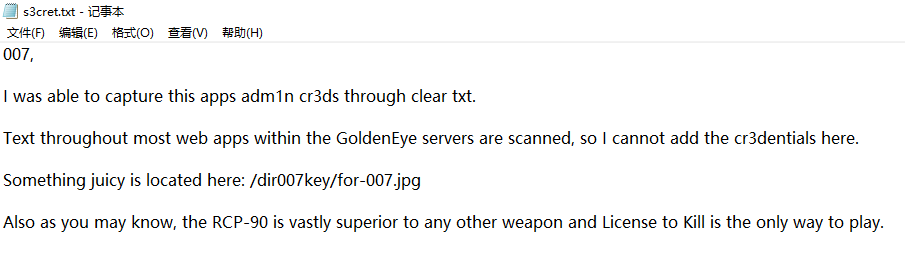 s3cret.txt - 记事本
文件(F) 编辑(E) 格式(O) 查看(V) 帮助(H)
007,
I was able to capture this apps adm1n cr3ds through clear txt.
Text throughout most web apps within the GoldenEye servers are scanned, so I cannot add the cr3dentials here.
Something juicy is located here: /dir007key/for-007.jpg
Also as you may know, the RCP-90 is vastly superior to any other weapon and License to Kill is the only way to play.